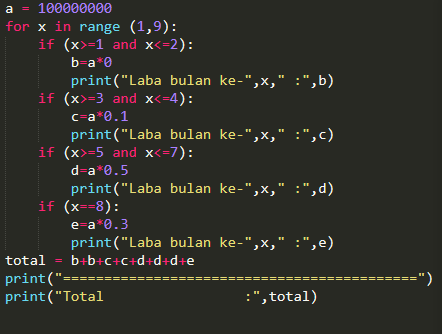 a = 100000000
for x in range (1,9):
    if (x>=1 and x<=2):
        b=a*0
        print("Laba bulan ke-",x," :",b)
    if (x>=3 and x<=4):
        c=a*0.1
        print("Laba bulan ke-",x," :",c)
    if (x>=5 and x<=7):
        d=a*0.5
        print("Laba bulan ke-",x," :",d)
    if (x==8):
        e=a*0.3
        print("Laba bulan ke-",x," :",e)
total = b+b+c+c+d+d+d+e
print("===========================================")
print("Total                 :",total)